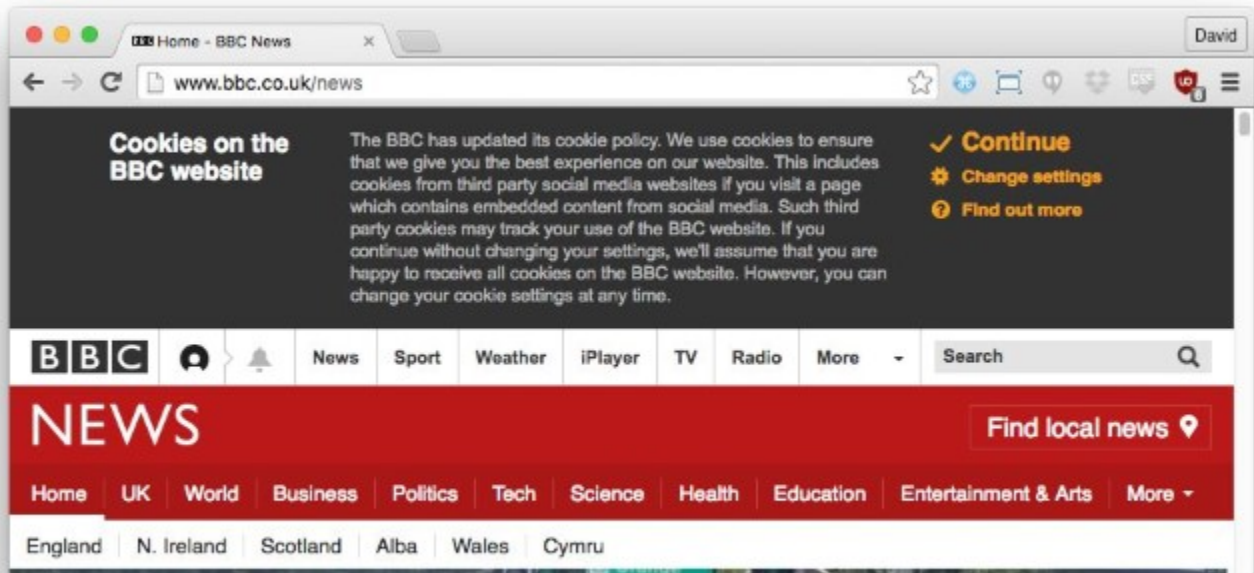 BBC Home - BBC News
David
www.bbc.co.uk/news
CSS
Cookies on the
BBC website
The BBC has updated its cookie policy. We use cookies to ensure
that we give you the best experience on our website. This includes
cookies from third party social media websites if you visit a page
which contains embedded content from social media. Such third
party cookies may track your use of the BBC website. If you
continue without changing your settings, we'll assume that you are
happy to receive all cookies on the BBC website. However, you can
change your cookie settings at any time.
Continue
Change settings
Find out more
BBC News Sport Weather iPlayer TV Radio More Search
NEWS
Find local news
Home UK World Business Politics Tech Science Health Education Entertainment & Arts More
England N. Ireland Scotland Alba Wales Cymru